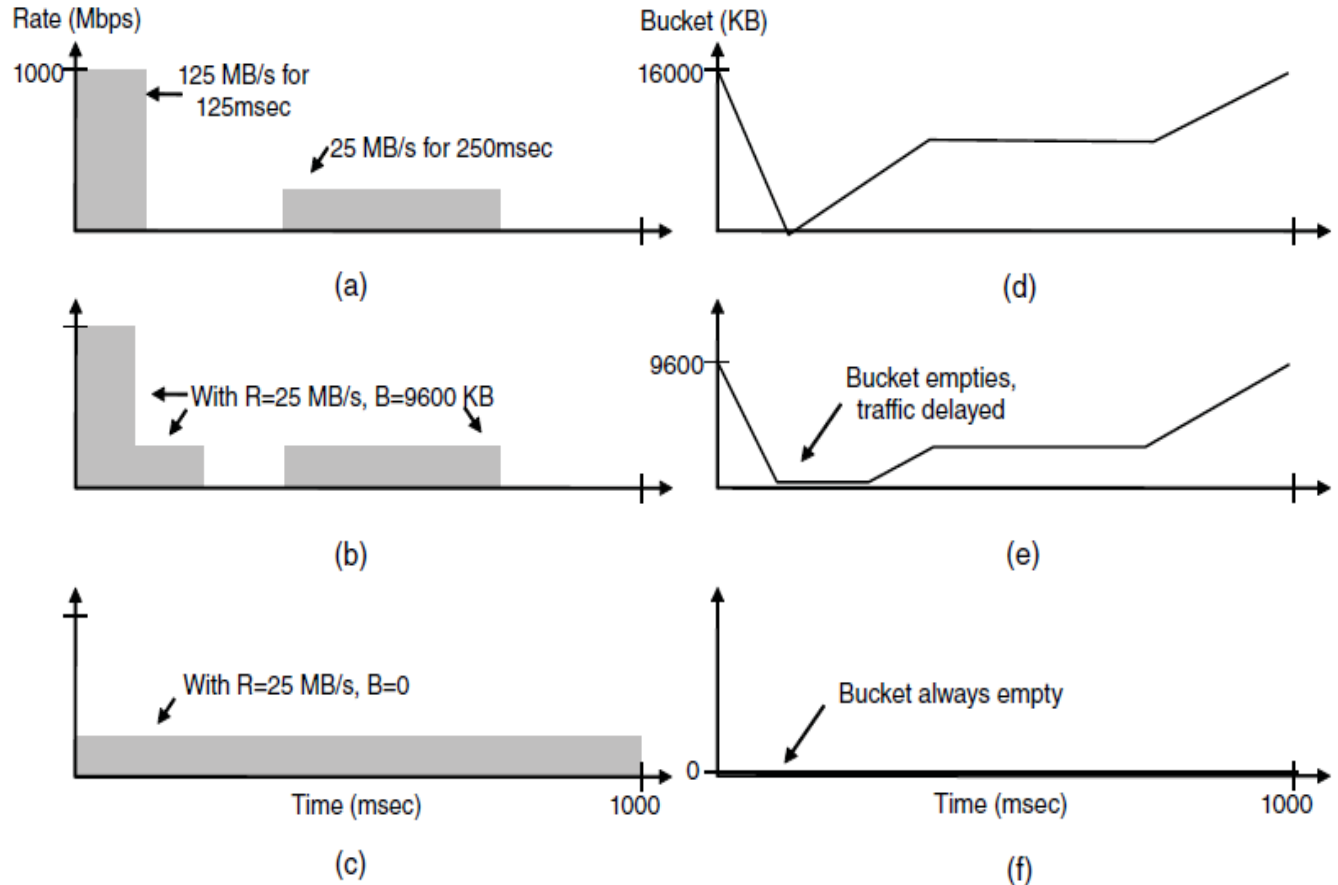 Rate (Mbps)
1000
125 MB/s for
125msec
25 MB/s for 250msec
(a)
Bucket (KB)
16000
(d)
With R=25 MB/s, B=9600 KB
(b)
9600
Bucket empties,
traffic delayed
(e)
With R=25 MB/s, B=0
Time (msec)
1000
(c)
Bucket always empty
0
Time (msec)
1000
(f)